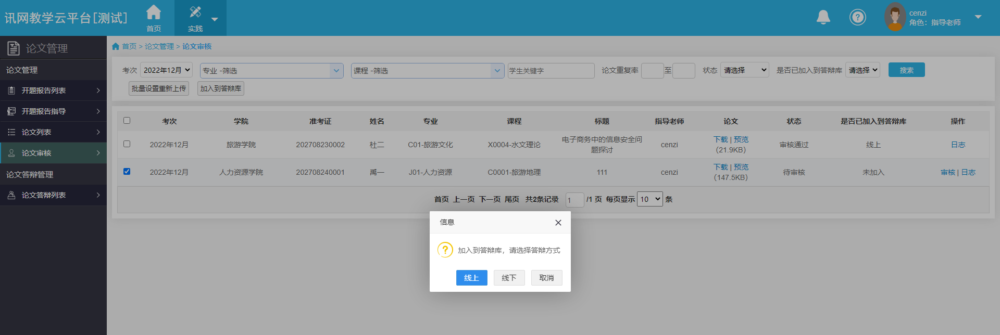 讯网教学云平台[测试]
首页
实践
cenzi
角色：指导老师
论文管理
论文管理
开题报告列表
开题报告指导
论文列表
论文审核
论文答辩管理
论文答辩列表
首页 > 论文管理 > 论文审核
考次 2022年12月 专业 -筛选 课程 -筛选 学生关键字 论文重复率 至 状态 请选择 是否已加入到答辩库 请选择 搜索
批量设置重新上传 加入到答辩库
考次 学院 准考证 姓名 专业 课程 标题 指导老师 论文 状态 是否已加入到答辩库 操作
2022年12月 旅游学院 202708230002 杜二 C01-旅游文化 X0004-水文理论 电子商务中的信息安全问 cenzi 下载 | 预览 审核通过 线上 日志
题探讨 (21.9KB)
2022年12月 人力资源学院 202708240001 禹一 J01-人力资源 C0001-旅游地理 111 cenzi 下载 | 预览 待审核 未加入 审核 | 日志
(147.5KB)
首页 上一页 下一页 尾页 共2条记录 1 /1 页 每页显示 10 条
信息
加入到答辩库，请选择答辩方式
线上 线下 取消